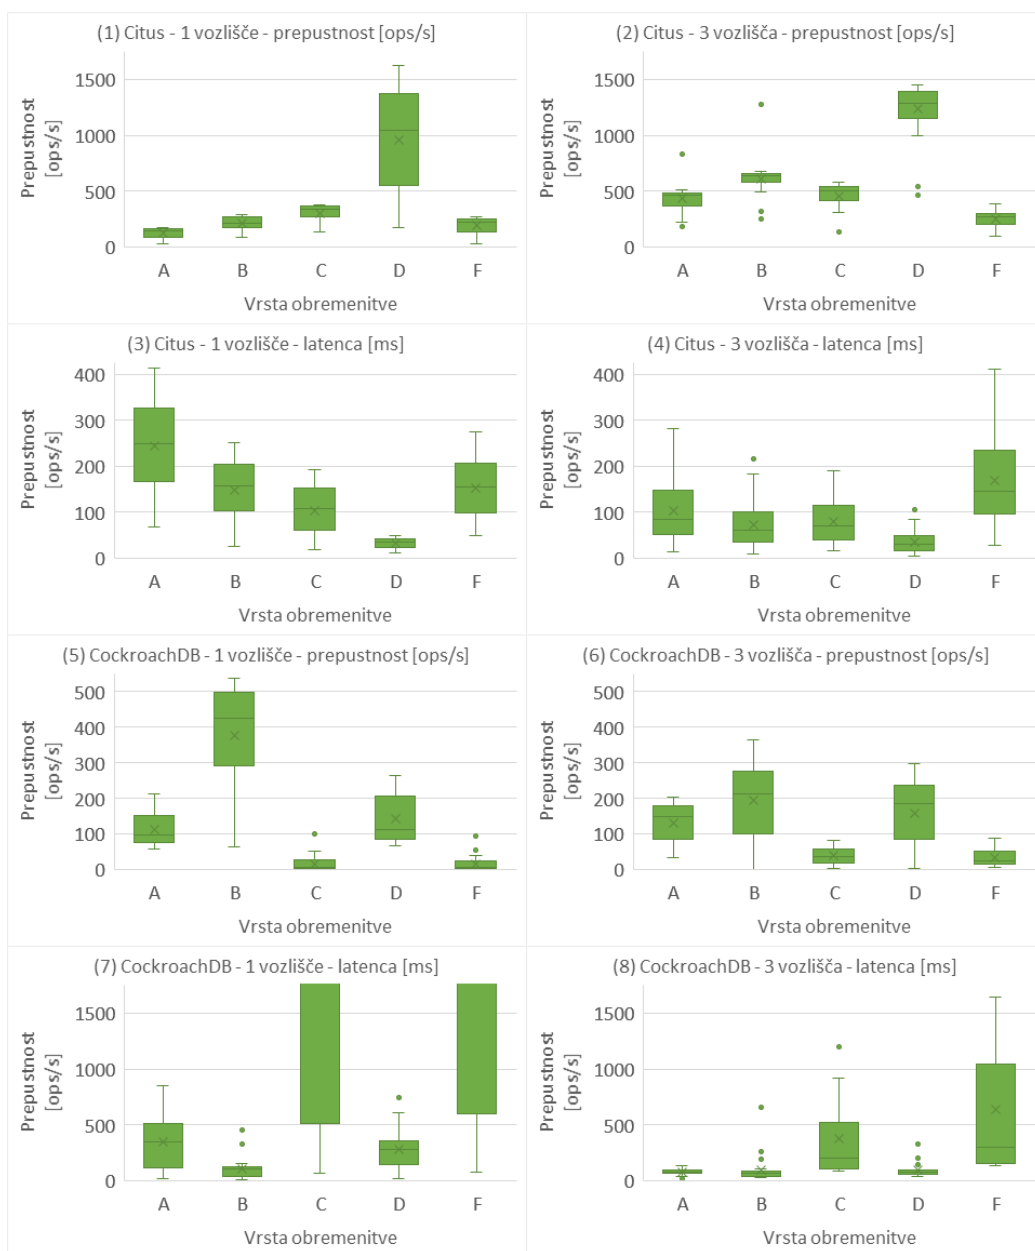 (1) Citus - 1 vozlišče - prepustnost [ops/s]
Prepustnost
[ops/s]
1500
1000
500
0
A B C D F
Vrsta obremenitve
(2) Citus - 3 vozlišča - prepustnost [ops/s]
Prepustnost
[ops/s]
1500
1000
500
0
A B C D F
Vrsta obremenitve
(3) Citus - 1 vozlišče - latenca [ms]
Prepustnost
[ops/s]
400
300
200
100
0
A B C D F
Vrsta obremenitve
(4) Citus - 3 vozlišča - latenca [ms]
Prepustnost
[ops/s]
400
300
200
100
0
A B C D F
Vrsta obremenitve
(5) CockroachDB - 1 vozlišče - prepustnost [ops/s]
Prepustnost
[ops/s]
500
400
300
200
100
0
A B C D F
Vrsta obremenitve
(6) CockroachDB - 3 vozlišča - prepustnost [ops/s]
Prepustnost
[ops/s]
500
400
300
200
100
0
A B C D F
Vrsta obremenitve
(7) CockroachDB - 1 vozlišče - latenca [ms]
Prepustnost
[ops/s]
1500
1000
500
0
A B C D F
Vrsta obremenitve
(8) CockroachDB - 3 vozlišča - latenca [ms]
Prepustnost
[ops/s]
1500
1000
500
0
A B C D F
Vrsta obremenitve